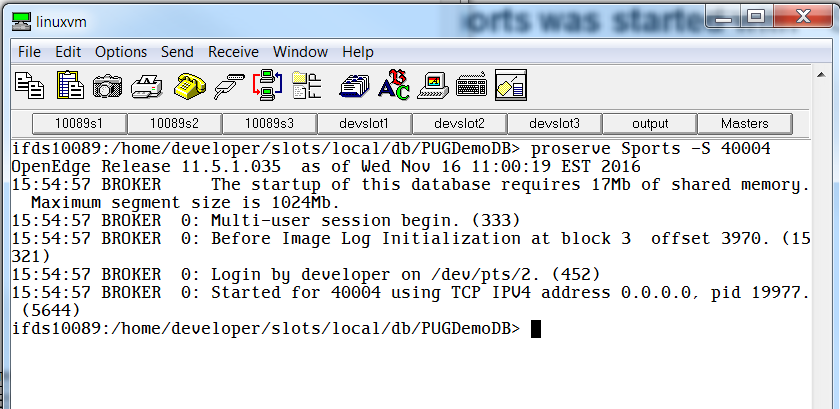 orts was started with
linuxvm
File Edit Options Send Receive Window Help
10089s1 10089s2 10089s3 devslot1 devslot2 devslot3 output Masters
ifds10089:/home/developer/slots/local/db/PUGDemoDB> proserve Sports -S 40004
OpenEdge Release 11.5.1.035  as of Wed Nov 16 11:00:19 EST 2016
15:54:57 BROKER     The startup of this database requires 17Mb of shared memory.
  Maximum segment size is 1024Mb.
15:54:57 BROKER  0: Multi-user session begin. (333)
15:54:57 BROKER  0: Before Image Log Initialization at block 3  offset 3970. (15
321)
15:54:57 BROKER  0: Login by developer on /dev/pts/2. (452)
15:54:57 BROKER  0: Started for 40004 using TCP IPV4 address 0.0.0.0, pid 19977.
 (5644)
ifds10089:/home/developer/slots/local/db/PUGDemoDB>